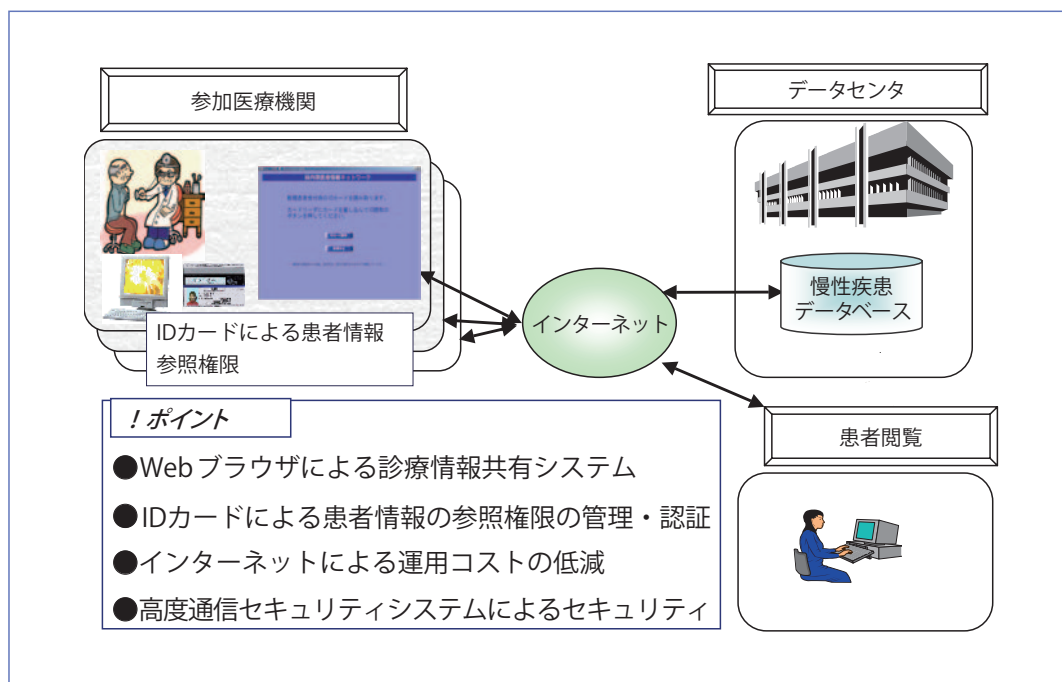 参加医療機関
データセンタ
IDカードによる患者情報
参照権限
インターネット
慢性疾患
データベース
患者閲覧
！ポイント
●Webブラウザによる診療情報共有システム
●IDカードによる患者情報の参照権限の管理・認証
●インターネットによる運用コストの低減
●高度通信セキュリティシステムによるセキュリティ